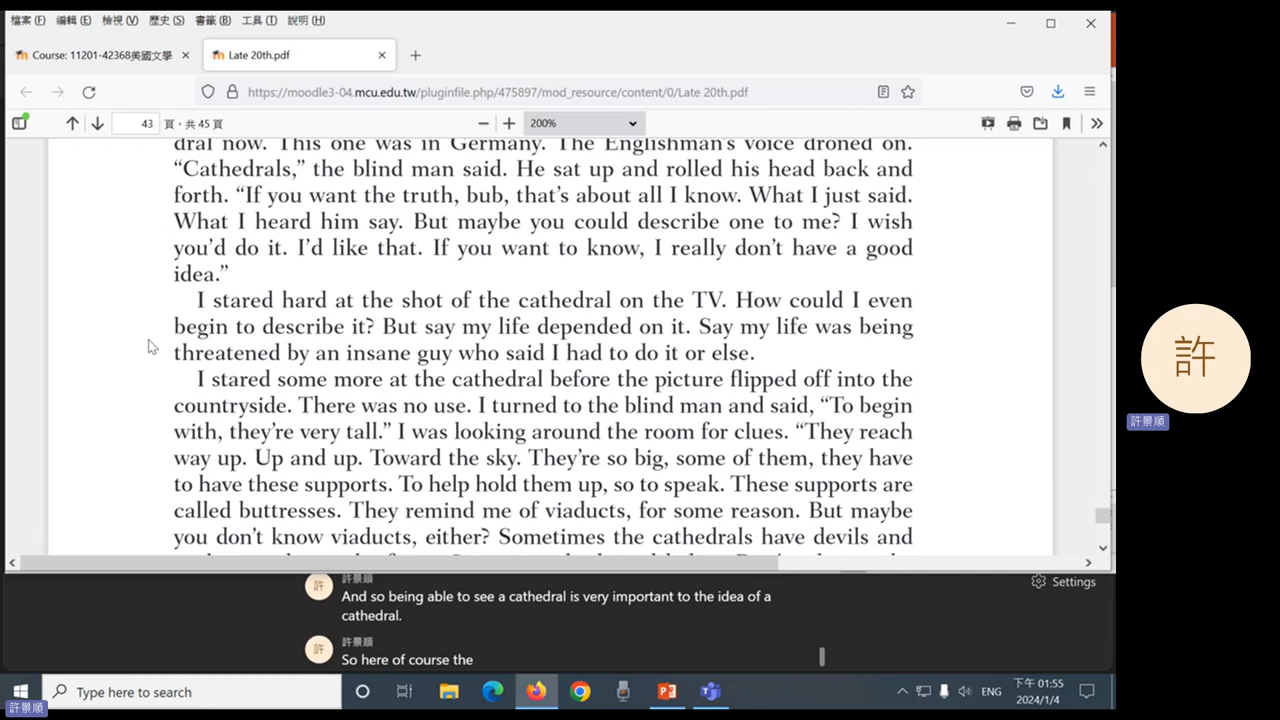 檔案(F) 編輯(E) 檢視(V) 歷史(S) 書籤(B) 工具(T) 說明(H)
Course: 11201-42368美國文學
Late 20th.pdf
https://moodle3-04.mcu.edu.tw/pluginfile.php/475897/mod_resource/content/0/Late 20th.pdf
43 頁，共 45 頁
200%
dral now. This one was in Germany. The Englishman's voice droned on.
“Cathedrals,” the blind man said. He sat up and rolled his head back and
forth. “If you want the truth, bub, that's about all I know. What I just said.
What I heard him say. But maybe you could describe one to me? I wish
you'd do it. I'd like that. If you want to know, I really don't have a good
idea.”
I stared hard at the shot of the cathedral on the TV. How could I even
begin to describe it? But say my life depended on it. Say my life was being
threatened by an insane guy who said I had to do it or else.
I stared some more at the cathedral before the picture flipped off into the
countryside. There was no use. I turned to the blind man and said, “To begin
with, they're very tall.” I was looking around the room for clues. “They reach
way up. Up and up. Toward the sky. They're so big, some of them, they have
to have these supports. To help hold them up, so to speak. These supports are
called buttresses. They remind me of viaducts, for some reason. But maybe
you don't know viaducts, either? Sometimes the cathedrals have devils and
許
許景順
許
許景順
And so being able to see a cathedral is very important to the idea of a
cathedral.
許
許景順
So here of course the
Settings
Type here to search
ENG
下午 01:55
2024/1/4
許景順